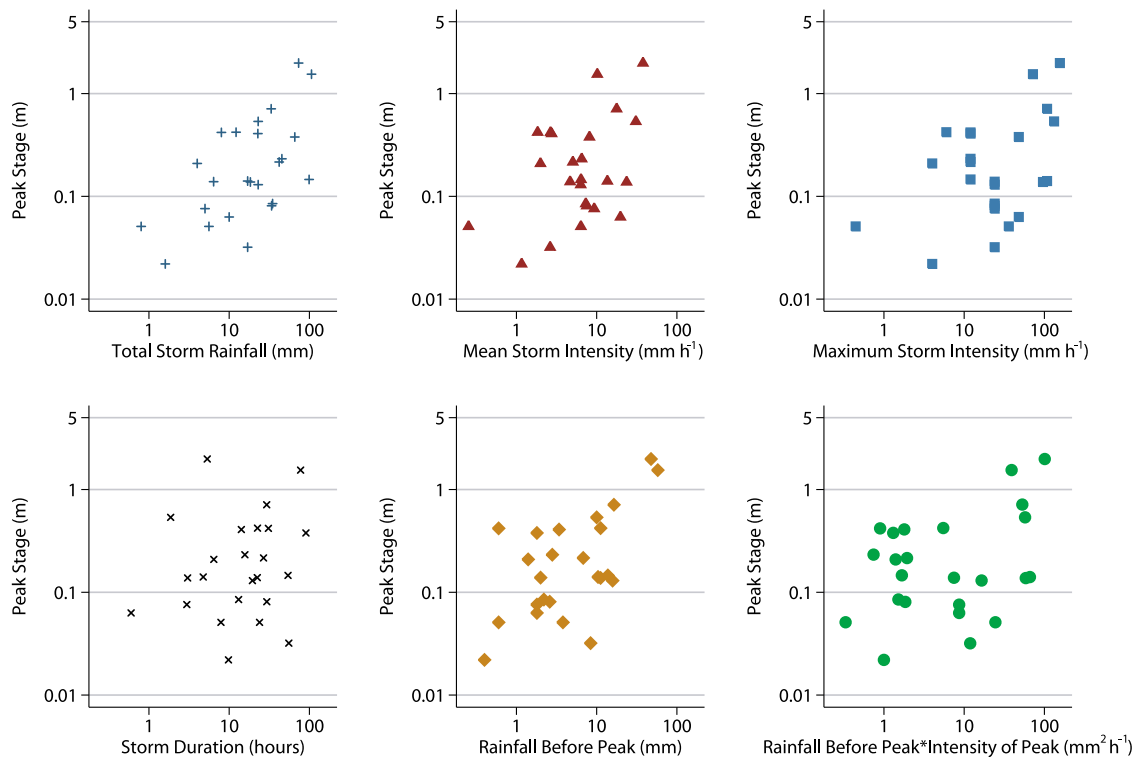 5
1
0.1
0.01
Peak Stage (m)
1 10 100
Total Storm Rainfall (mm)
5
1
0.1
0.01
Peak Stage (m)
1 10 100
Mean Storm Intensity (mm h⁻¹)
5
1
0.1
0.01
Peak Stage (m)
1 10 100
Maximum Storm Intensity (mm h⁻¹)
5
1
0.1
0.01
Peak Stage (m)
1 10 100
Storm Duration (hours)
5
1
0.1
0.01
Peak Stage (m)
1 10 100
Rainfall Before Peak (mm)
5
1
0.1
0.01
Peak Stage (m)
1 10 100
Rainfall Before Peak*Intensity of Peak (mm² h⁻¹)